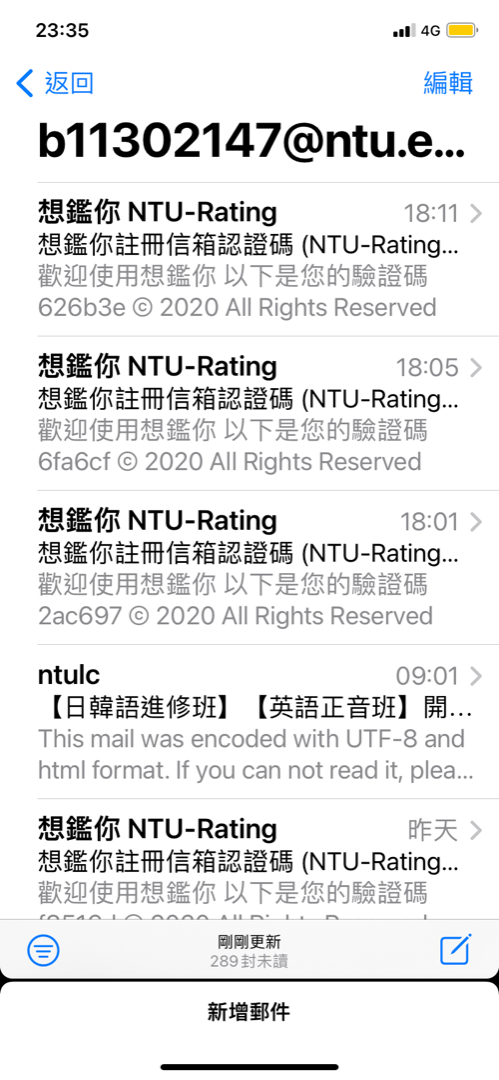 23:35
4G
返回
編輯
b11302147@ntu.e...
想鑑你 NTU-Rating
18:11
想鑑你註冊信箱認證碼 (NTU-Rating...
歡迎使用想鑑你 以下是您的驗證碼
626b3e © 2020 All Rights Reserved
想鑑你 NTU-Rating
18:05
想鑑你註冊信箱認證碼 (NTU-Rating...
歡迎使用想鑑你 以下是您的驗證碼
6fa6cf © 2020 All Rights Reserved
想鑑你 NTU-Rating
18:01
想鑑你註冊信箱認證碼 (NTU-Rating...
歡迎使用想鑑你 以下是您的驗證碼
2ac697 © 2020 All Rights Reserved
ntulc
09:01
【日韓語進修班】【英語正音班】開...
This mail was encoded with UTF-8 and
html format. If you can not read it, plea...
想鑑你 NTU-Rating
昨天
想鑑你註冊信箱認證碼 (NTU-Rating...
歡迎使用想鑑你 以下是您的驗證碼
© 2020 All Rights Reserved
剛剛更新
289 封未讀
新增郵件